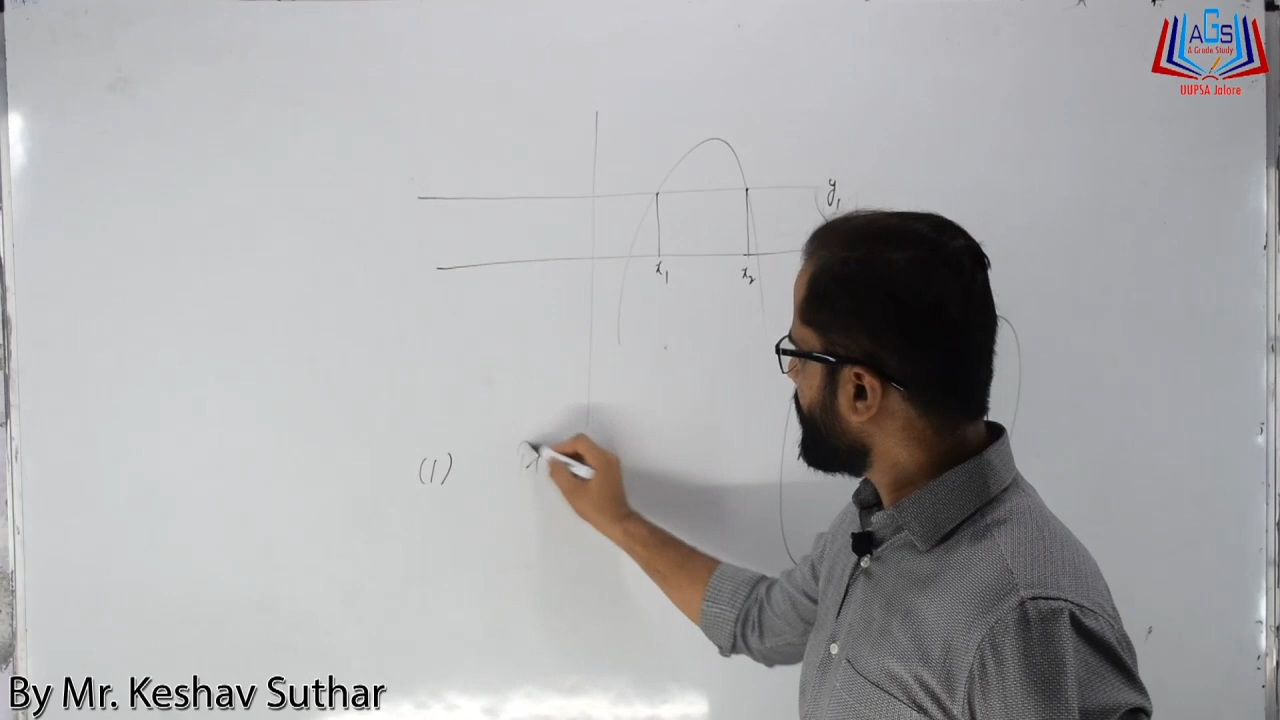 AGS
A Grade Study
UUPSA Jalore
y₁
x₁ x₂
(1) x
By Mr. Keshav Suthar